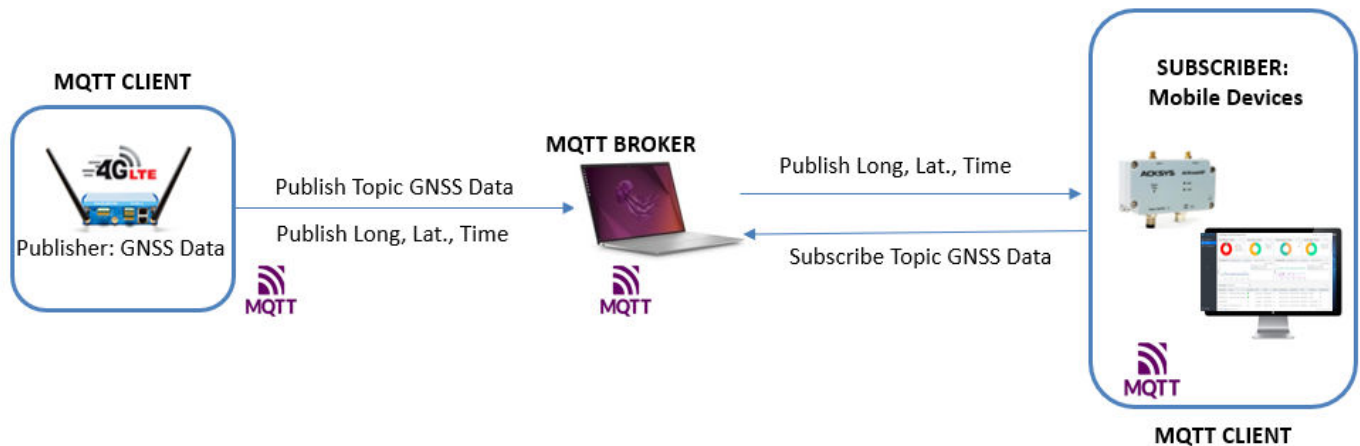 MQTT CLIENT
4G LTE
Publisher: GNSS Data
Publish Topic GNSS Data
Publish Long, Lat., Time
MQTT
MQTT BROKER
MQTT
Publish Long, Lat., Time
Subscribe Topic GNSS Data
SUBSCRIBER:
Mobile Devices
ACKSYS
MQTT
MQTT CLIENT